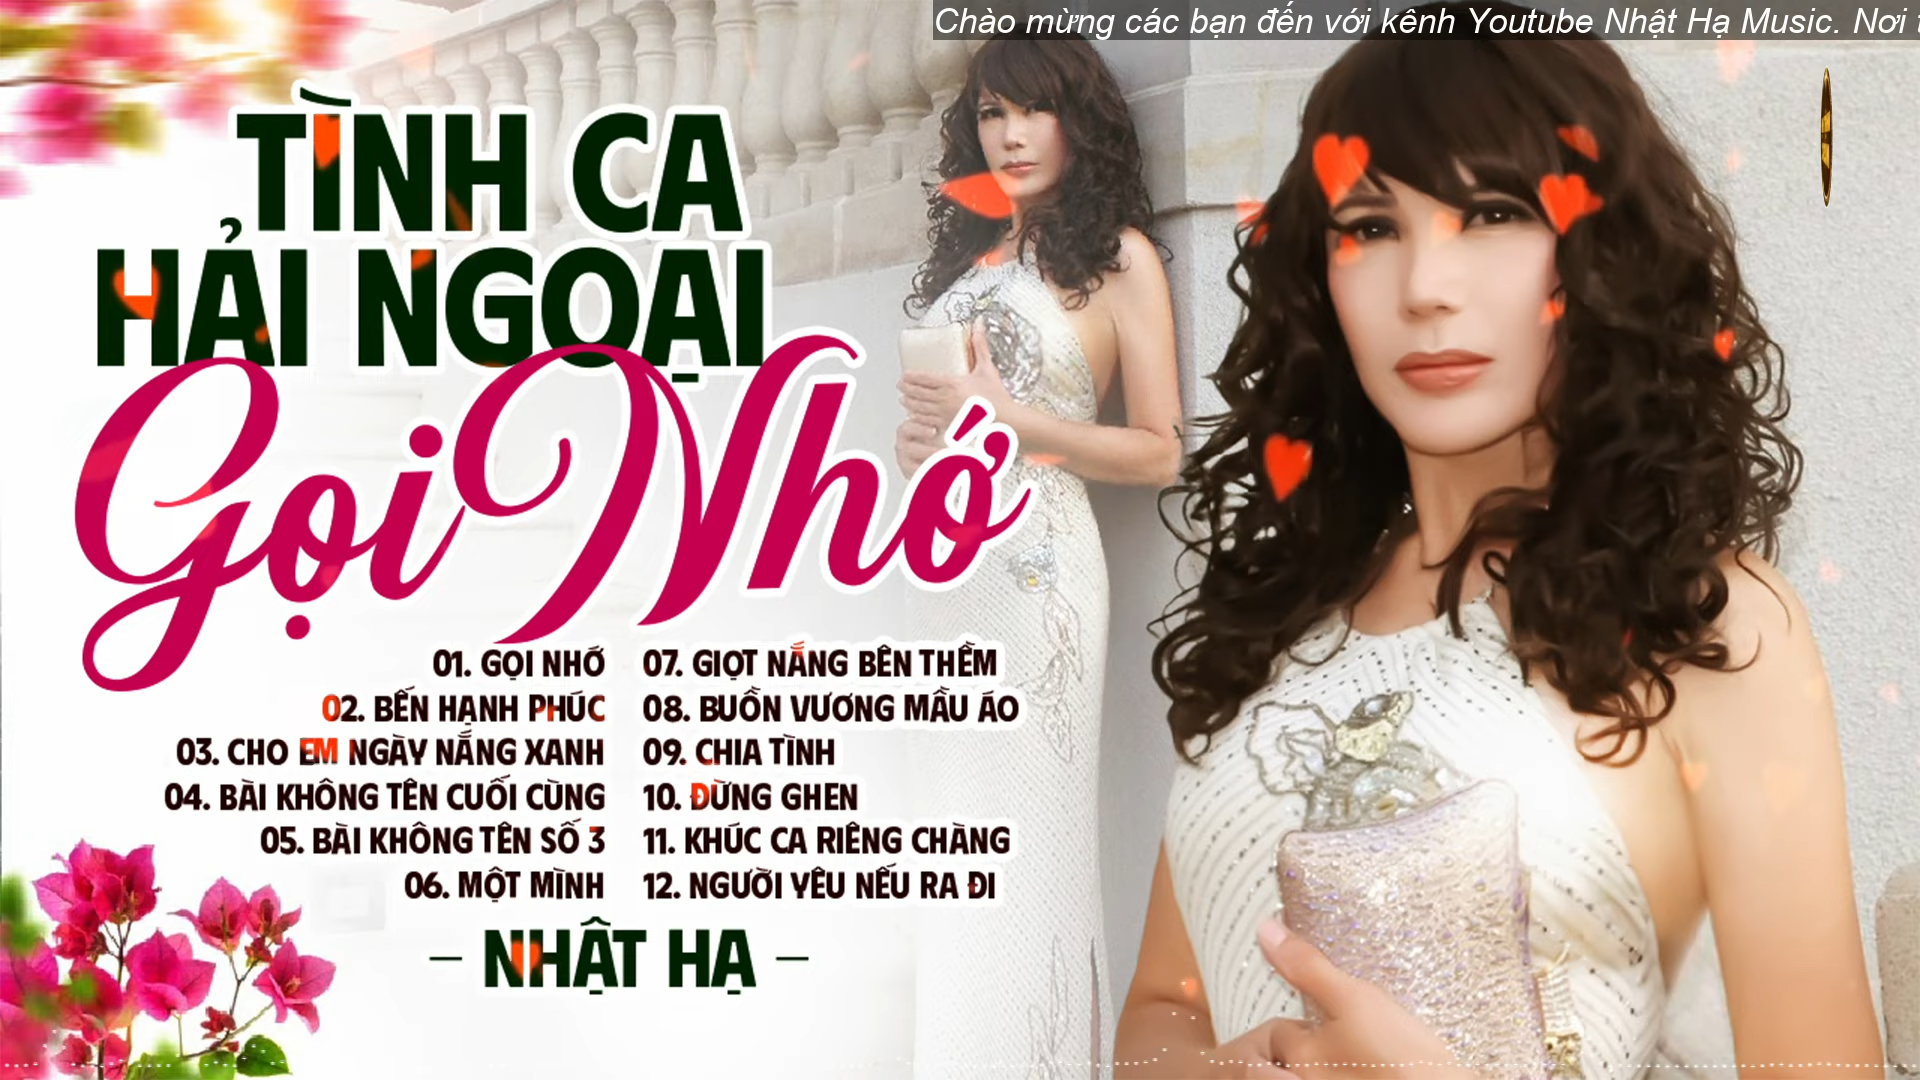 Chào mừng các bạn đến với kênh Youtube Nhật Hạ Music. Nơi
TÌNH CA
HẢI NGOẠI
Gọi Nhớ
01. GỌI NHỚ
02. BẾN HẠNH PHÚC
03. CHO EM NGÀY NẮNG XANH
04. BÀI KHÔNG TÊN CUỐI CÙNG
05. BÀI KHÔNG TÊN SỐ 3
06. MỘT MÌNH
07. GIỌT NẮNG BÊN THỀM
08. BUỒN VƯƠNG MẦU ÁO
09. CHIA TÌNH
10. ĐỪNG GHEN
11. KHÚC CA RIÊNG CHÀNG
12. NGƯỜI YÊU NẾU RA ĐI
– NHẬT HẠ –